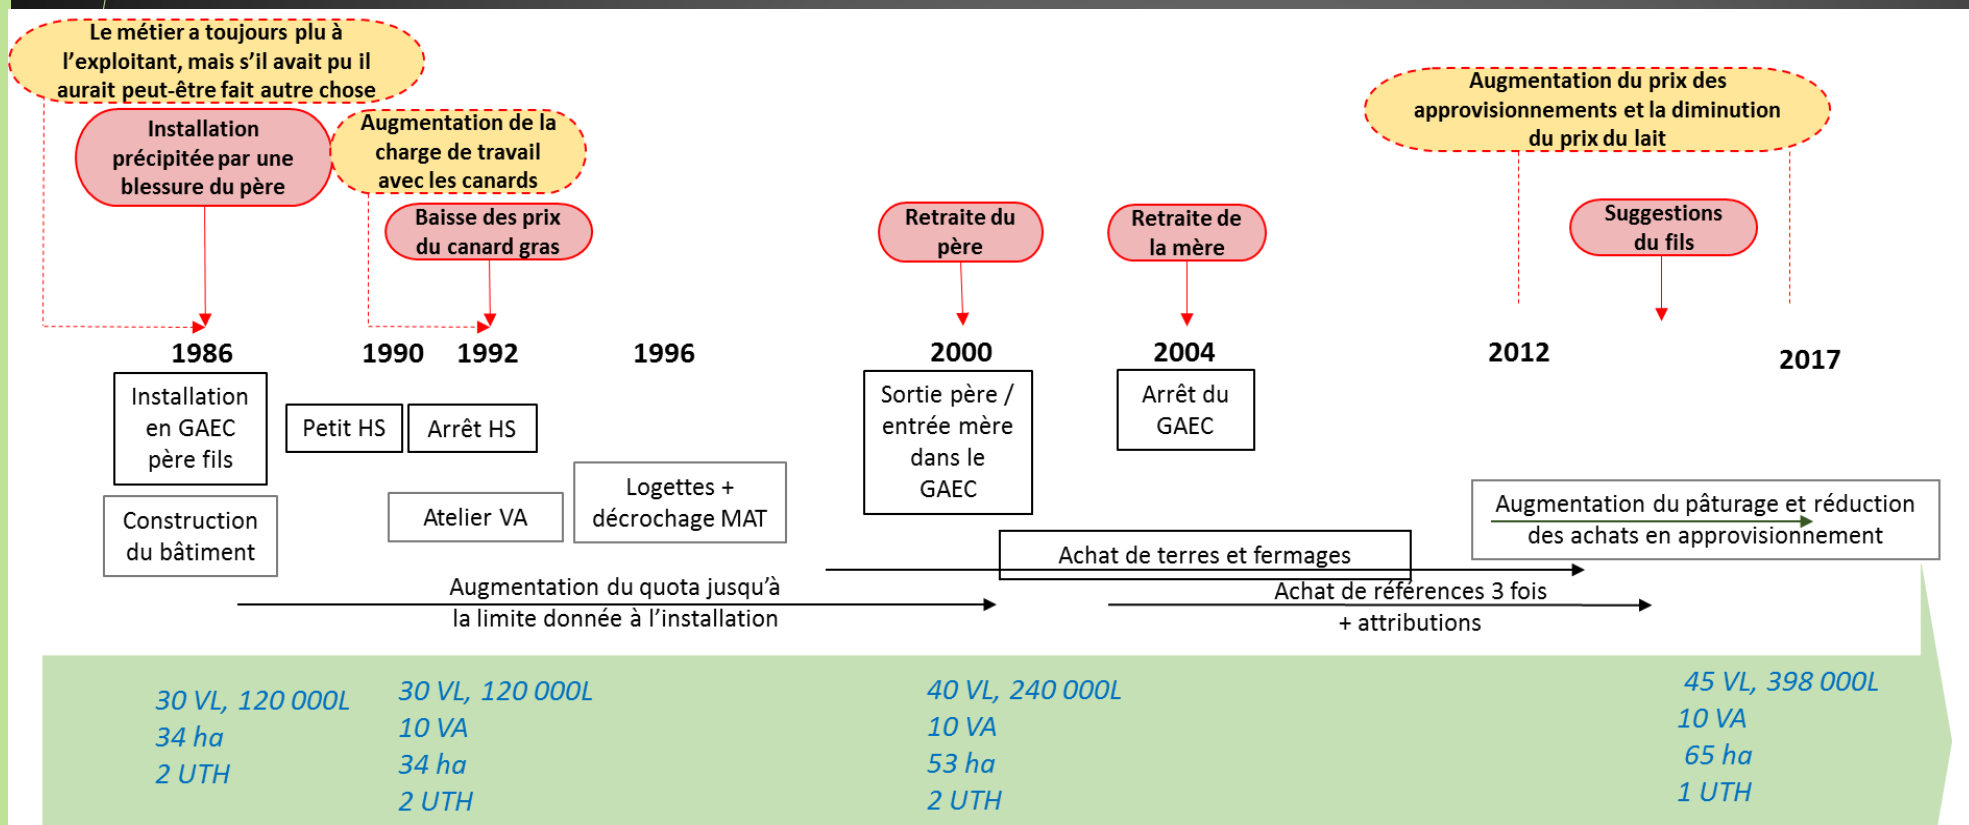 Le métier a toujours plu à
l’exploitant, mais s’il avait pu il
aurait peut-être fait autre chose
Installation
précipitée par une
blessure du père
Augmentation de la
charge de travail
avec les canards
Baisse des prix
du canard gras
Retraite du
père
Retraite de
la mère
Augmentation du prix des
approvisionnements et la diminution
du prix du lait
Suggestions
du fils
1986
1990
1992
1996
2000
2004
2012
2017
Installation
en GAEC
père fils
Petit HS
Arrêt HS
Sortie père /
entrée mère
dans le
GAEC
Arrêt du
GAEC
Construction
du bâtiment
Atelier VA
Logettes +
décrochage MAT
Augmentation du pâturage et réduction
des achats en approvisionnement
Achat de terres et fermages
Augmentation du quota jusqu’à
la limite donnée à l’installation
Achat de références 3 fois
+ attributions
30 VL, 120 000L
34 ha
2 UTH
30 VL, 120 000L
10 VA
34 ha
2 UTH
40 VL, 240 000L
10 VA
53 ha
2 UTH
45 VL, 398 000L
10 VA
65 ha
1 UTH